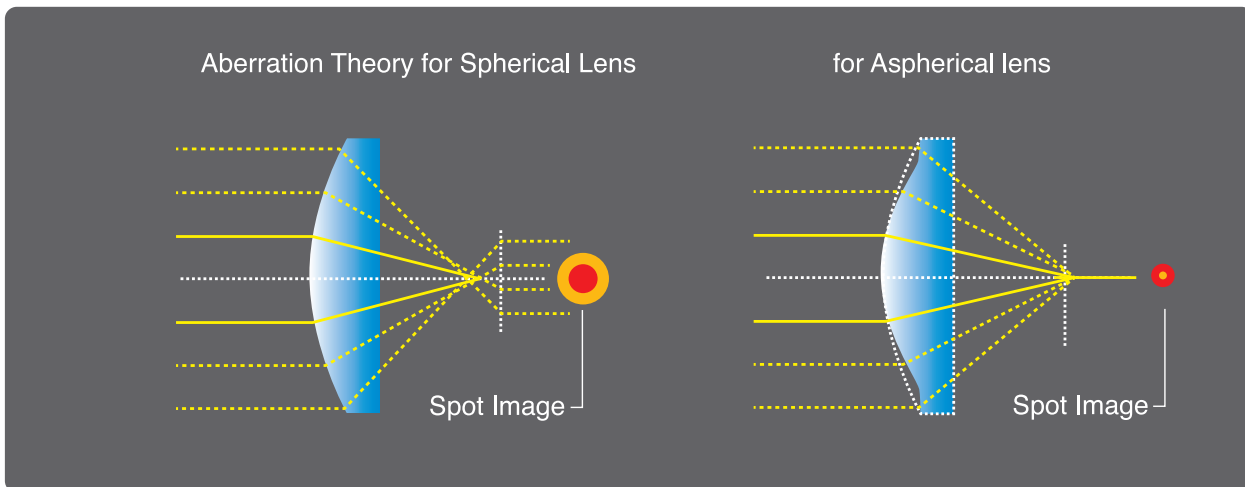 Aberration Theory for Spherical Lens
for Aspherical lens
Spot Image
Spot Image